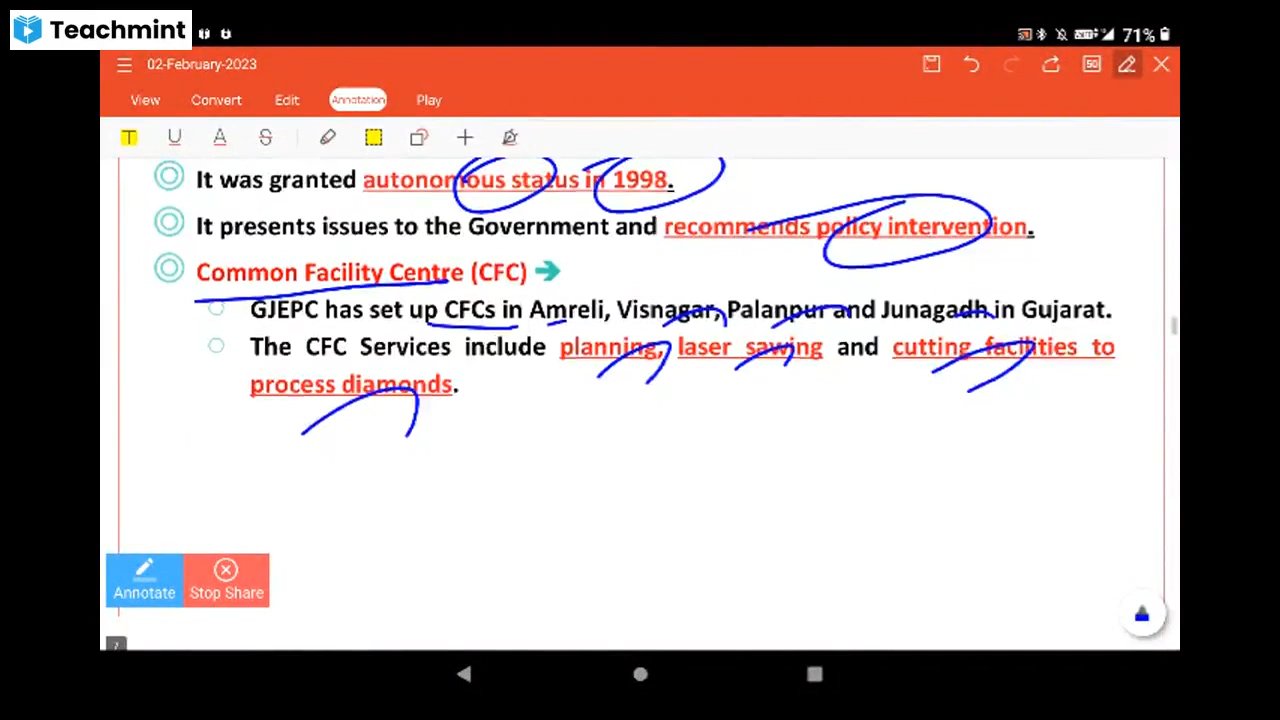 Teachmint
71%
02-February-2023
50
View Convert Edit Annotation Play
T U A S
It was granted autonomous status in 1998.
It presents issues to the Government and recommends policy intervention.
Common Facility Centre (CFC)
GJEPC has set up CFCs in Amreli, Visnagar, Palanpur and Junagadh in Gujarat.
The CFC Services include planning, laser sawing and cutting facilities to
process diamonds.
Annotate Stop Share